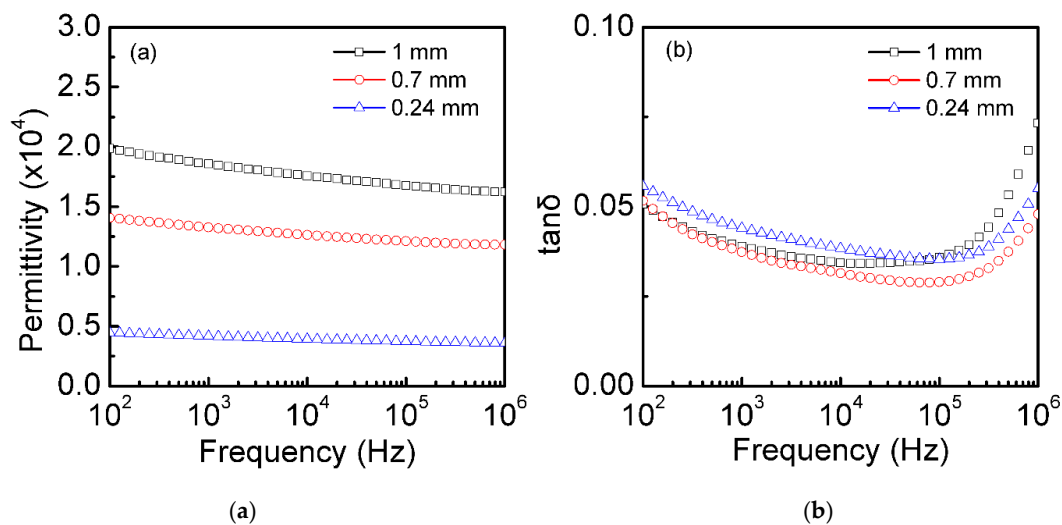 (a)
1 mm
0.7 mm
0.24 mm
Permittivity (x10⁴)
3.0
2.5
2.0
1.5
1.0
0.5
0.0
10² 10³ 10⁴ 10⁵ 10⁶
Frequency (Hz)
(a)
(b)
1 mm
0.7 mm
0.24 mm
tanδ
0.10
0.05
0.00
10² 10³ 10⁴ 10⁵ 10⁶
Frequency (Hz)
(b)